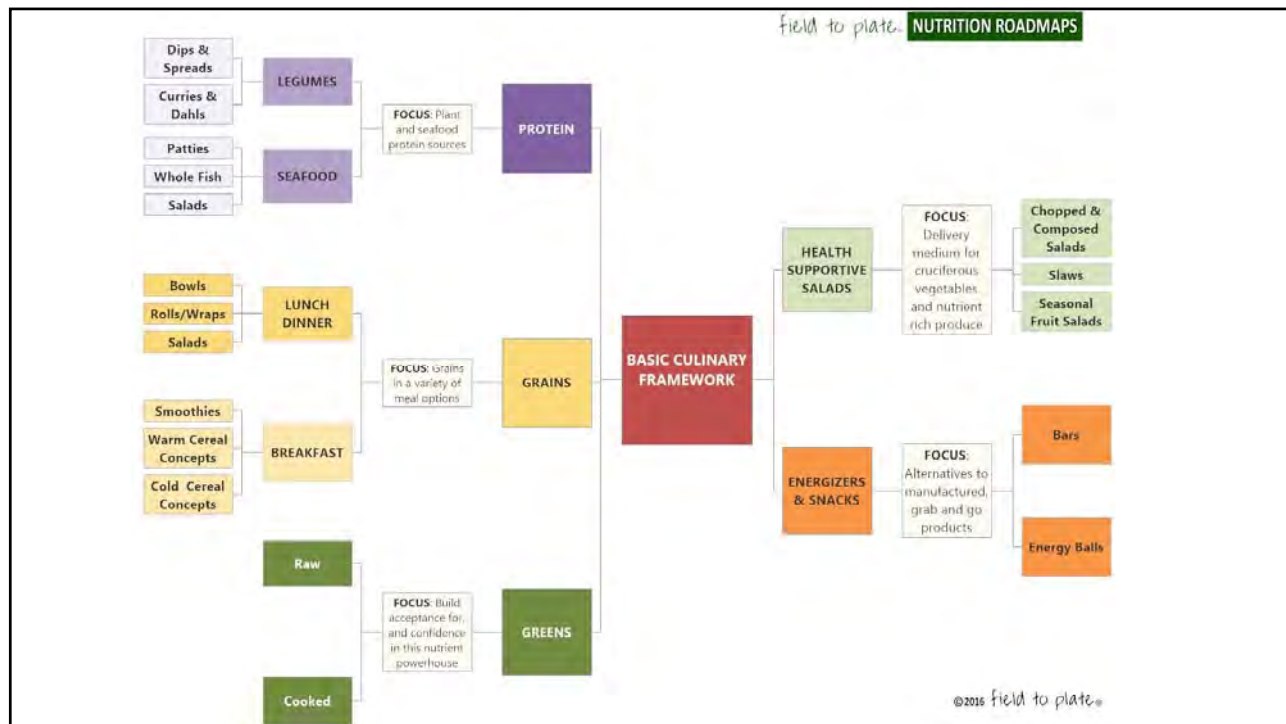 field to plate® NUTRITION ROADMAPS
Dips &
Spreads
Curries &
Dahls
LEGUMES
Patties
Whole Fish
Salads
SEAFOOD
FOCUS: Plant
and seafood
protein sources
PROTEIN
Bowls
Rolls/Wraps
Salads
LUNCH
DINNER
Smoothies
Warm Cereal
Concepts
Cold Cereal
Concepts
BREAKFAST
FOCUS: Grains
in a variety of
meal options
GRAINS
Raw
Cooked
FOCUS: Build
acceptance for,
and confidence
in this nutrient
powerhouse
GREENS
BASIC CULINARY
FRAMEWORK
HEALTH
SUPPORTIVE
SALADS
FOCUS:
Delivery
medium for
cruciferous
vegetables
and nutrient
rich produce
Chopped &
Composed
Salads
Slaws
Seasonal
Fruit Salads
ENERGIZERS
& SNACKS
FOCUS:
Alternatives to
manufactured,
grab and go
products
Bars
Energy Balls
©2016 field to plate®